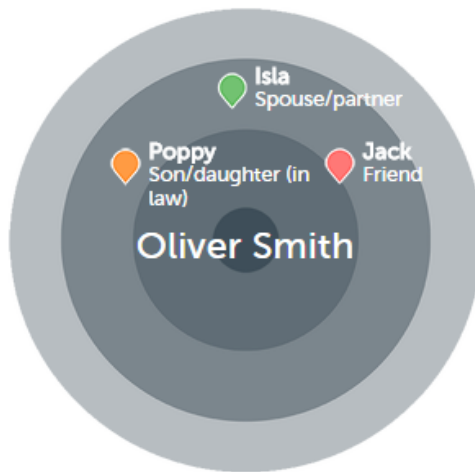 Isla
Spouse/partner
Poppy
Son/daughter (in
law)
Jack
Friend
Oliver Smith